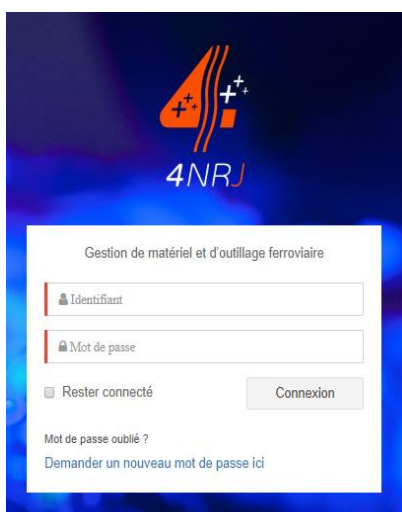 4NRJ
Gestion de matériel et d'outillage ferroviaire
Identifiant
Mot de passe
Rester connecté
Connexion
Mot de passe oublié ?
Demander un nouveau mot de passe ici